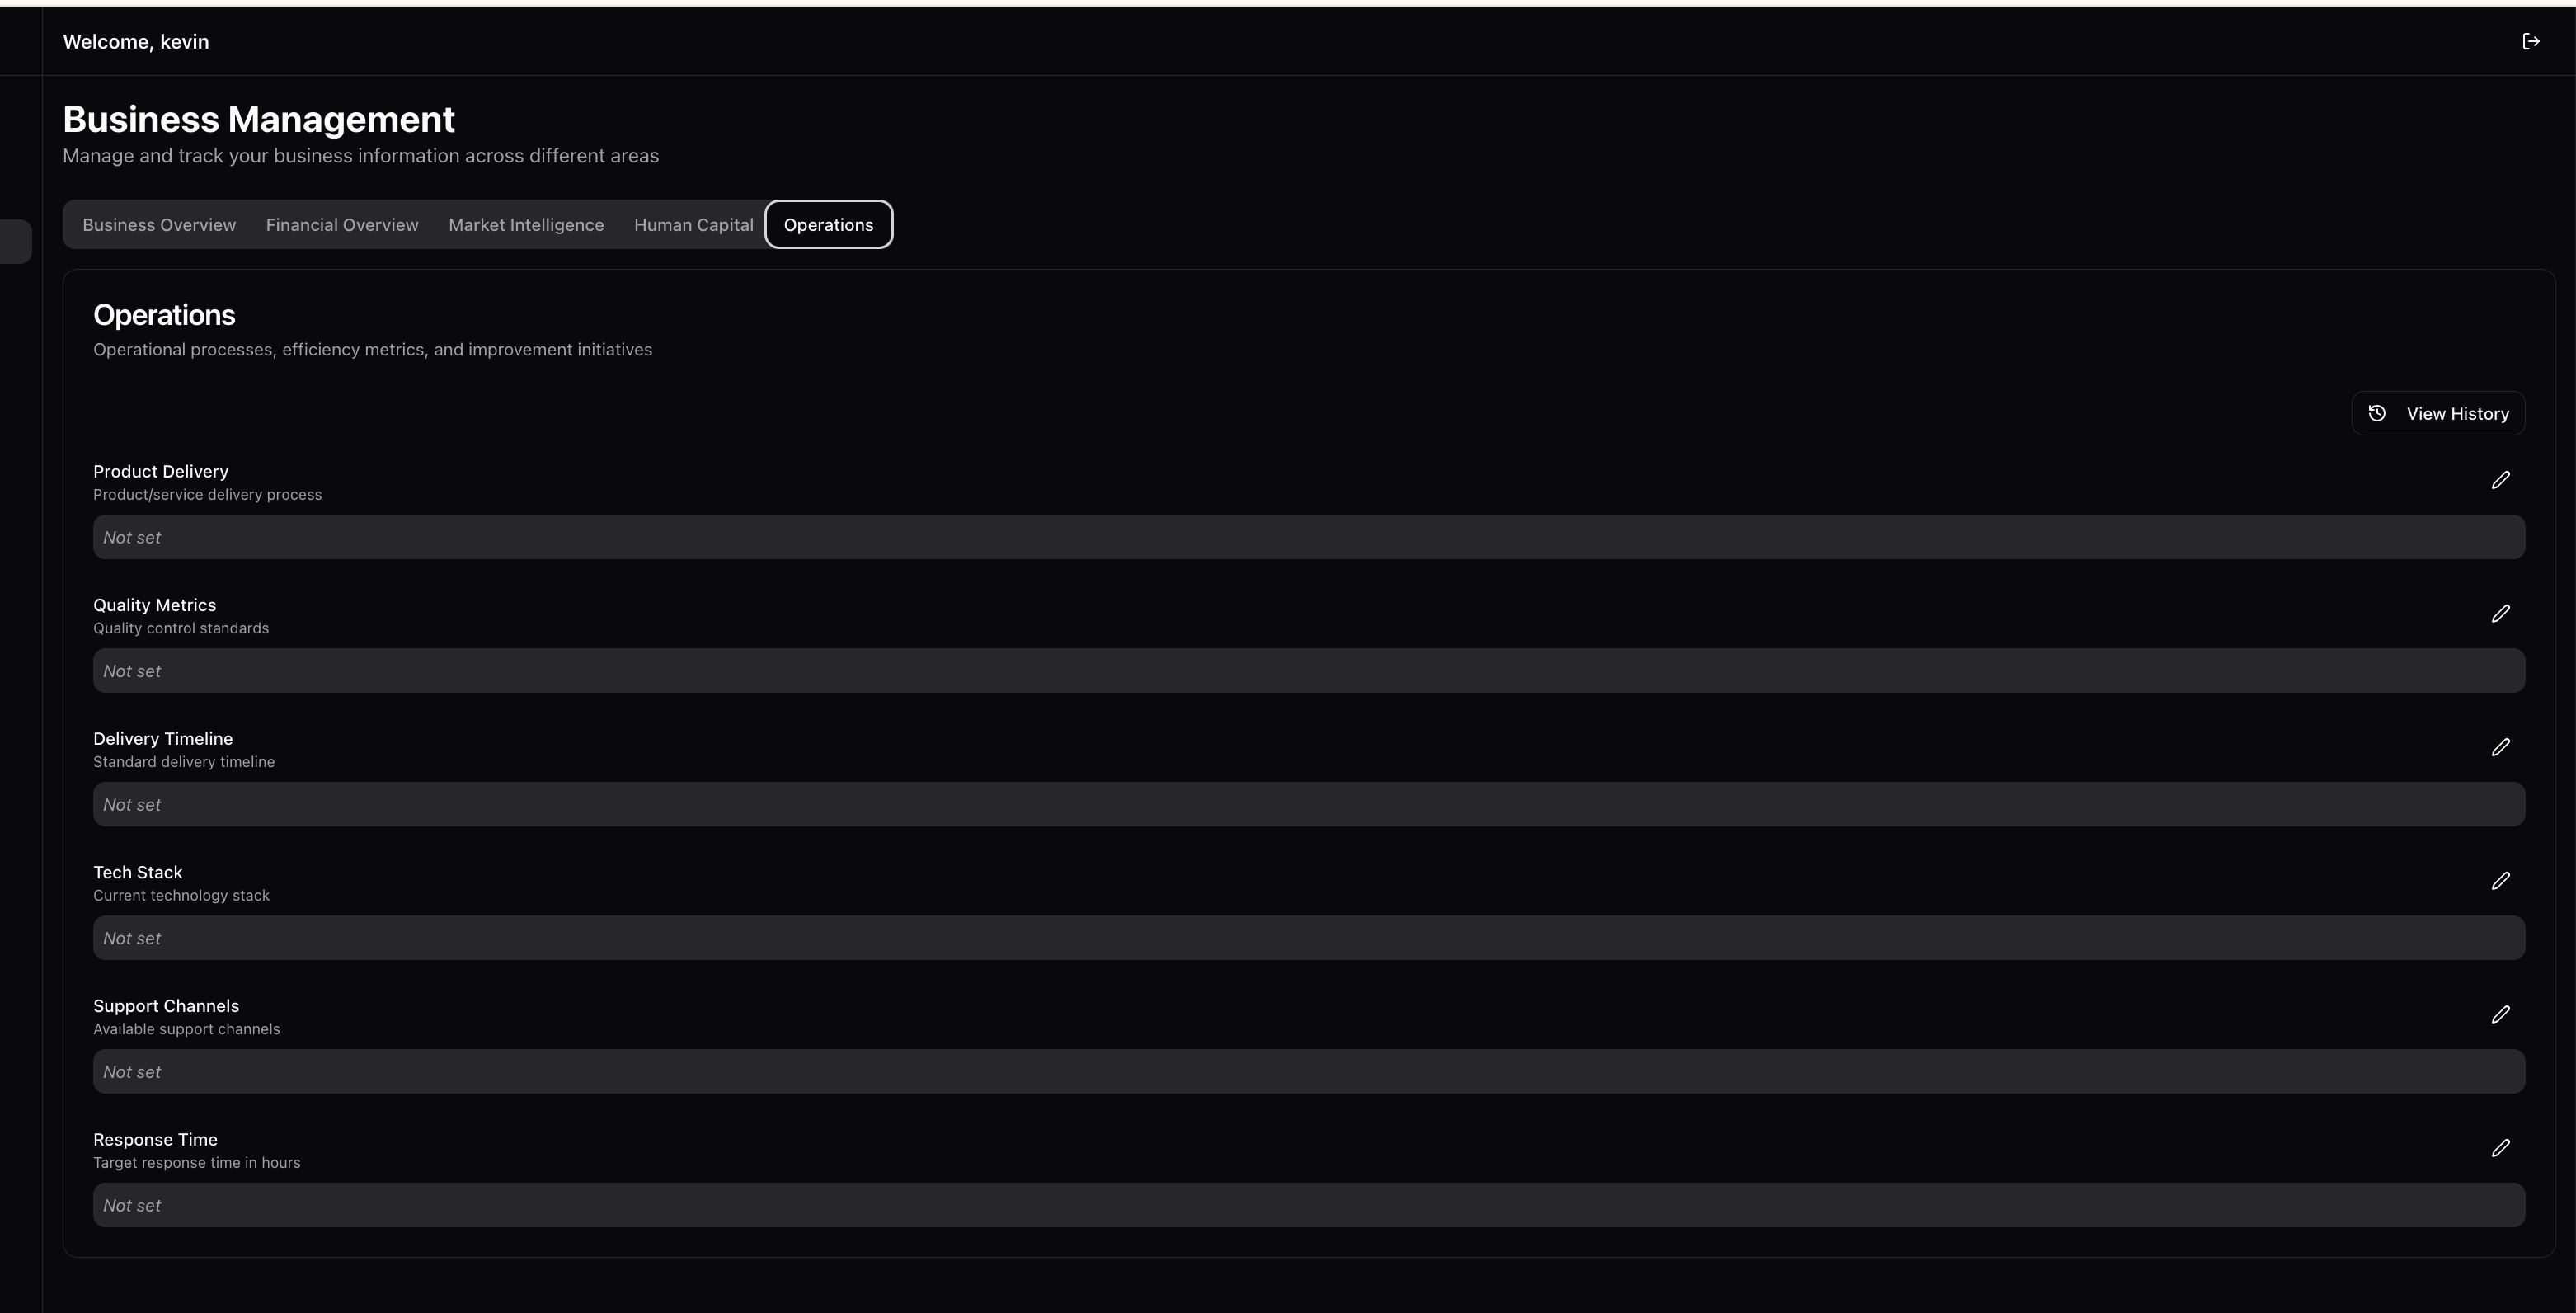 Welcome, kevin
Business Management
Manage and track your business information across different areas
Business Overview Financial Overview Market Intelligence Human Capital Operations
Operations
Operational processes, efficiency metrics, and improvement initiatives
View History
Product Delivery
Product/service delivery process
Not set
Quality Metrics
Quality control standards
Not set
Delivery Timeline
Standard delivery timeline
Not set
Tech Stack
Current technology stack
Not set
Support Channels
Available support channels
Not set
Response Time
Target response time in hours
Not set